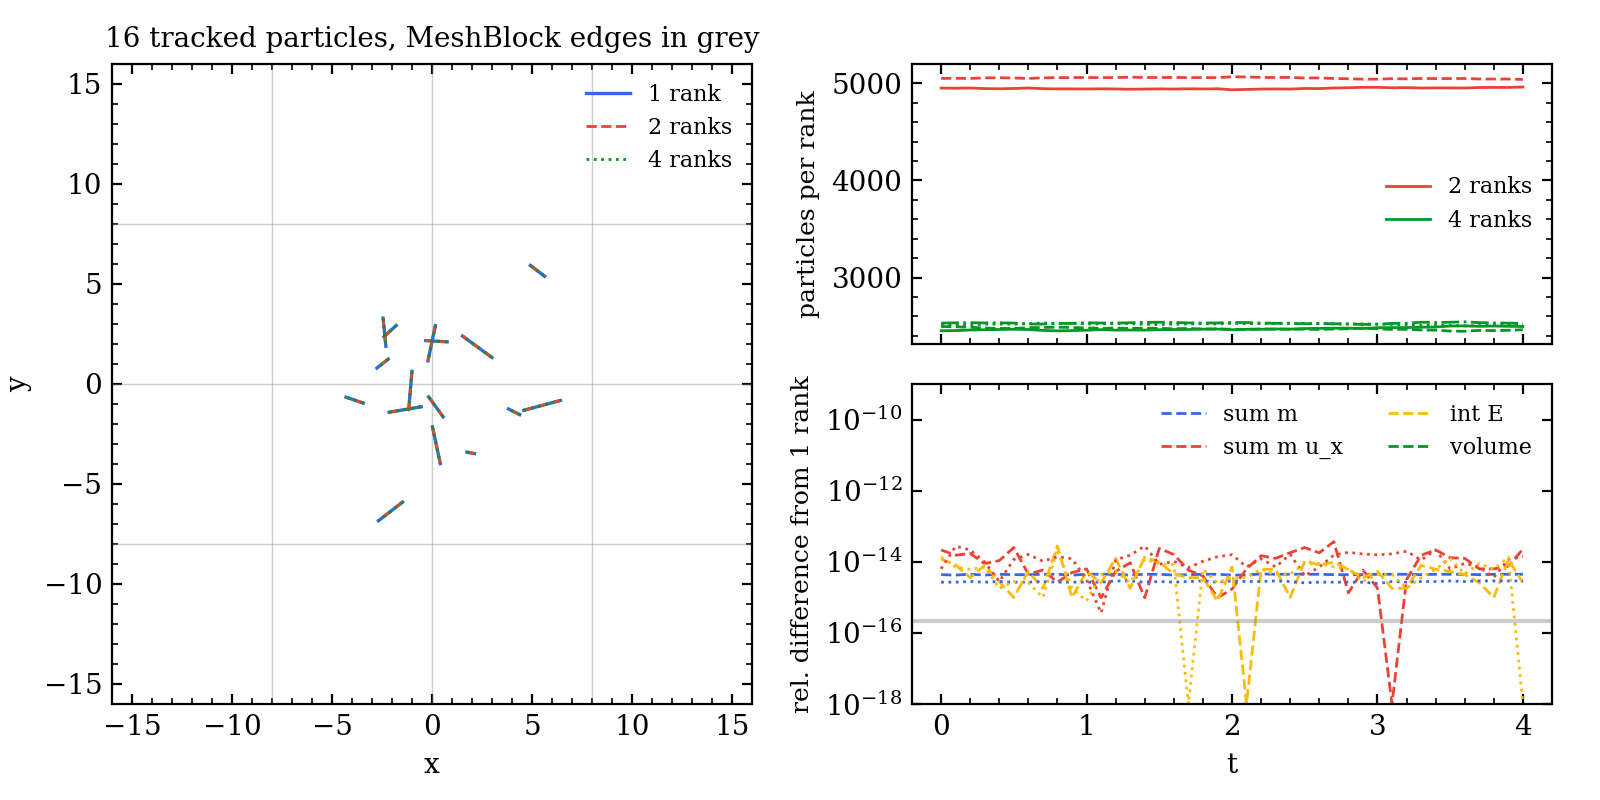 16 tracked particles, MeshBlock edges in grey
15
10
5
0
−5
−10
−15
y
−15
−10
−5
0
5
10
15
x
1 rank
2 ranks
4 ranks
5000
4000
3000
particles per rank
2 ranks
4 ranks
10⁻¹⁰
10⁻¹²
10⁻¹⁴
10⁻¹⁶
10⁻¹⁸
rel. difference from 1 rank
sum m
sum m u_x
int E
volume
0
1
2
3
4
t